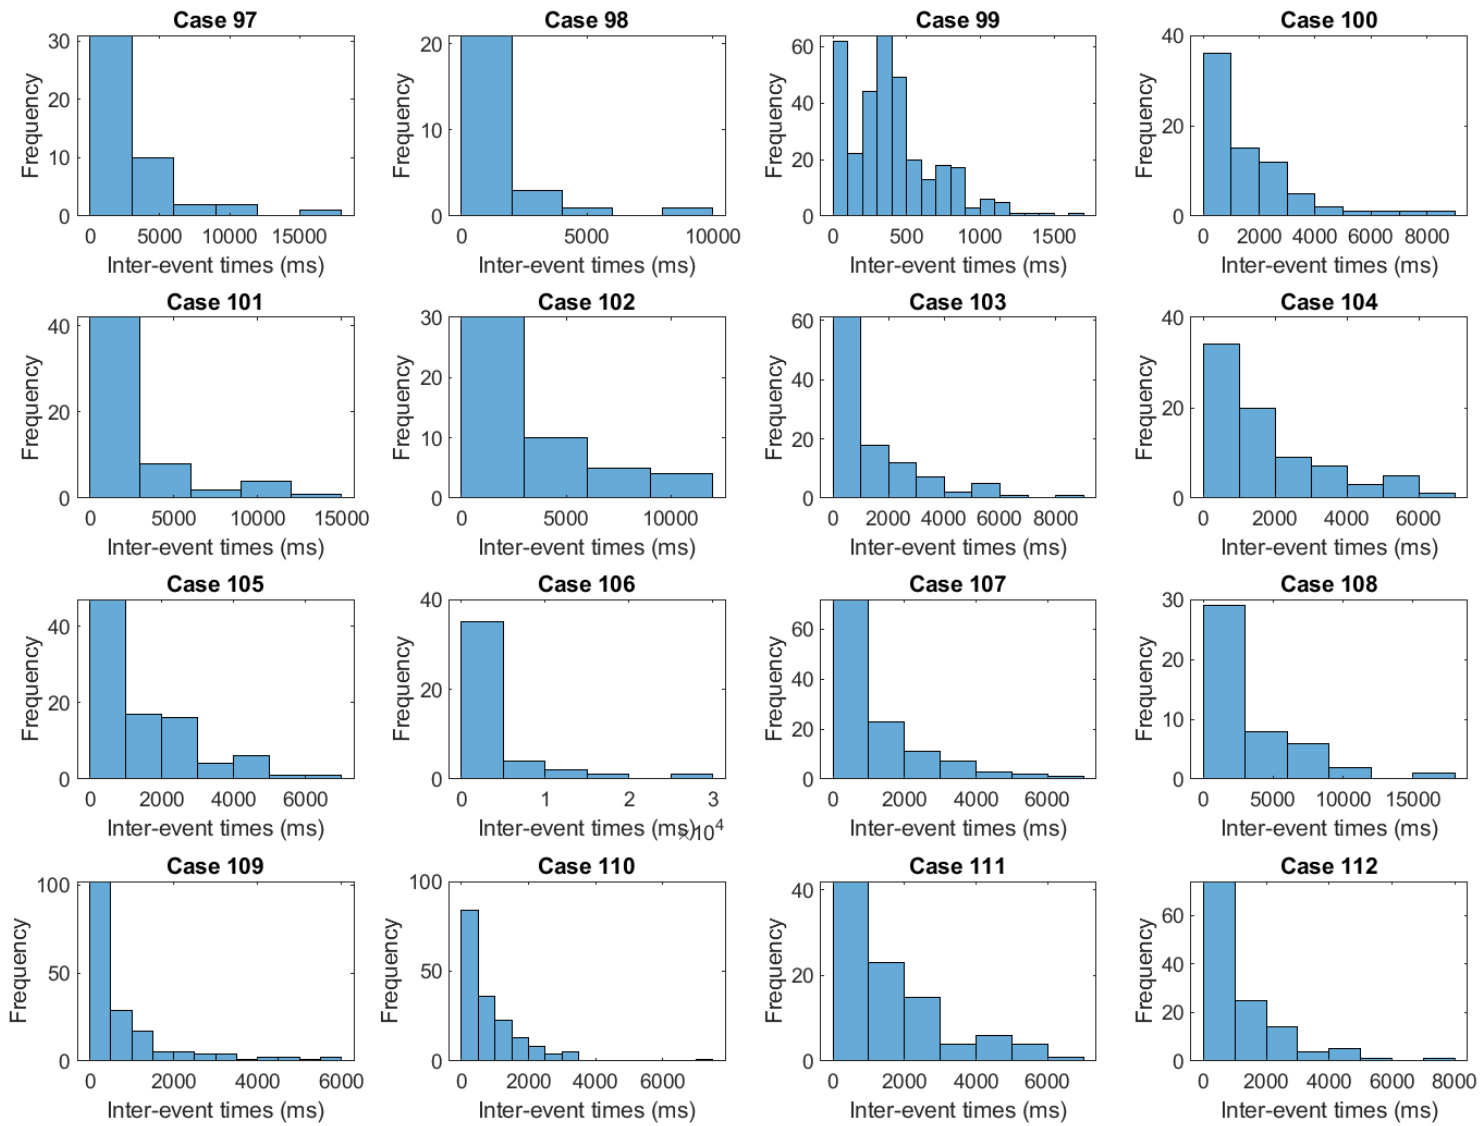 Case 97
30
20
10
0
Frequency
0 5000 10000 15000
Inter-event times (ms)
Case 98
20
10
0
Frequency
0 5000 10000
Inter-event times (ms)
Case 99
60
40
20
0
Frequency
0 500 1000 1500
Inter-event times (ms)
Case 100
40
20
0
Frequency
0 2000 4000 6000 8000
Inter-event times (ms)
Case 101
40
20
0
Frequency
0 5000 10000 15000
Inter-event times (ms)
Case 102
30
20
10
0
Frequency
0 5000 10000
Inter-event times (ms)
Case 103
60
40
20
0
Frequency
0 2000 4000 6000 8000
Inter-event times (ms)
Case 104
40
20
0
Frequency
0 2000 4000 6000
Inter-event times (ms)
Case 105
40
20
0
Frequency
0 2000 4000 6000
Inter-event times (ms)
Case 106
40
20
0
Frequency
0 1 2 3
Inter-event times (ms)
×10⁴
Case 107
60
40
20
0
Frequency
0 2000 4000 6000
Inter-event times (ms)
Case 108
30
20
10
0
Frequency
0 5000 10000 15000
Inter-event times (ms)
Case 109
100
50
0
Frequency
0 2000 4000 6000
Inter-event times (ms)
Case 110
100
50
0
Frequency
0 2000 4000 6000
Inter-event times (ms)
Case 111
40
20
0
Frequency
0 2000 4000 6000
Inter-event times (ms)
Case 112
60
40
20
0
Frequency
0 2000 4000 6000 8000
Inter-event times (ms)